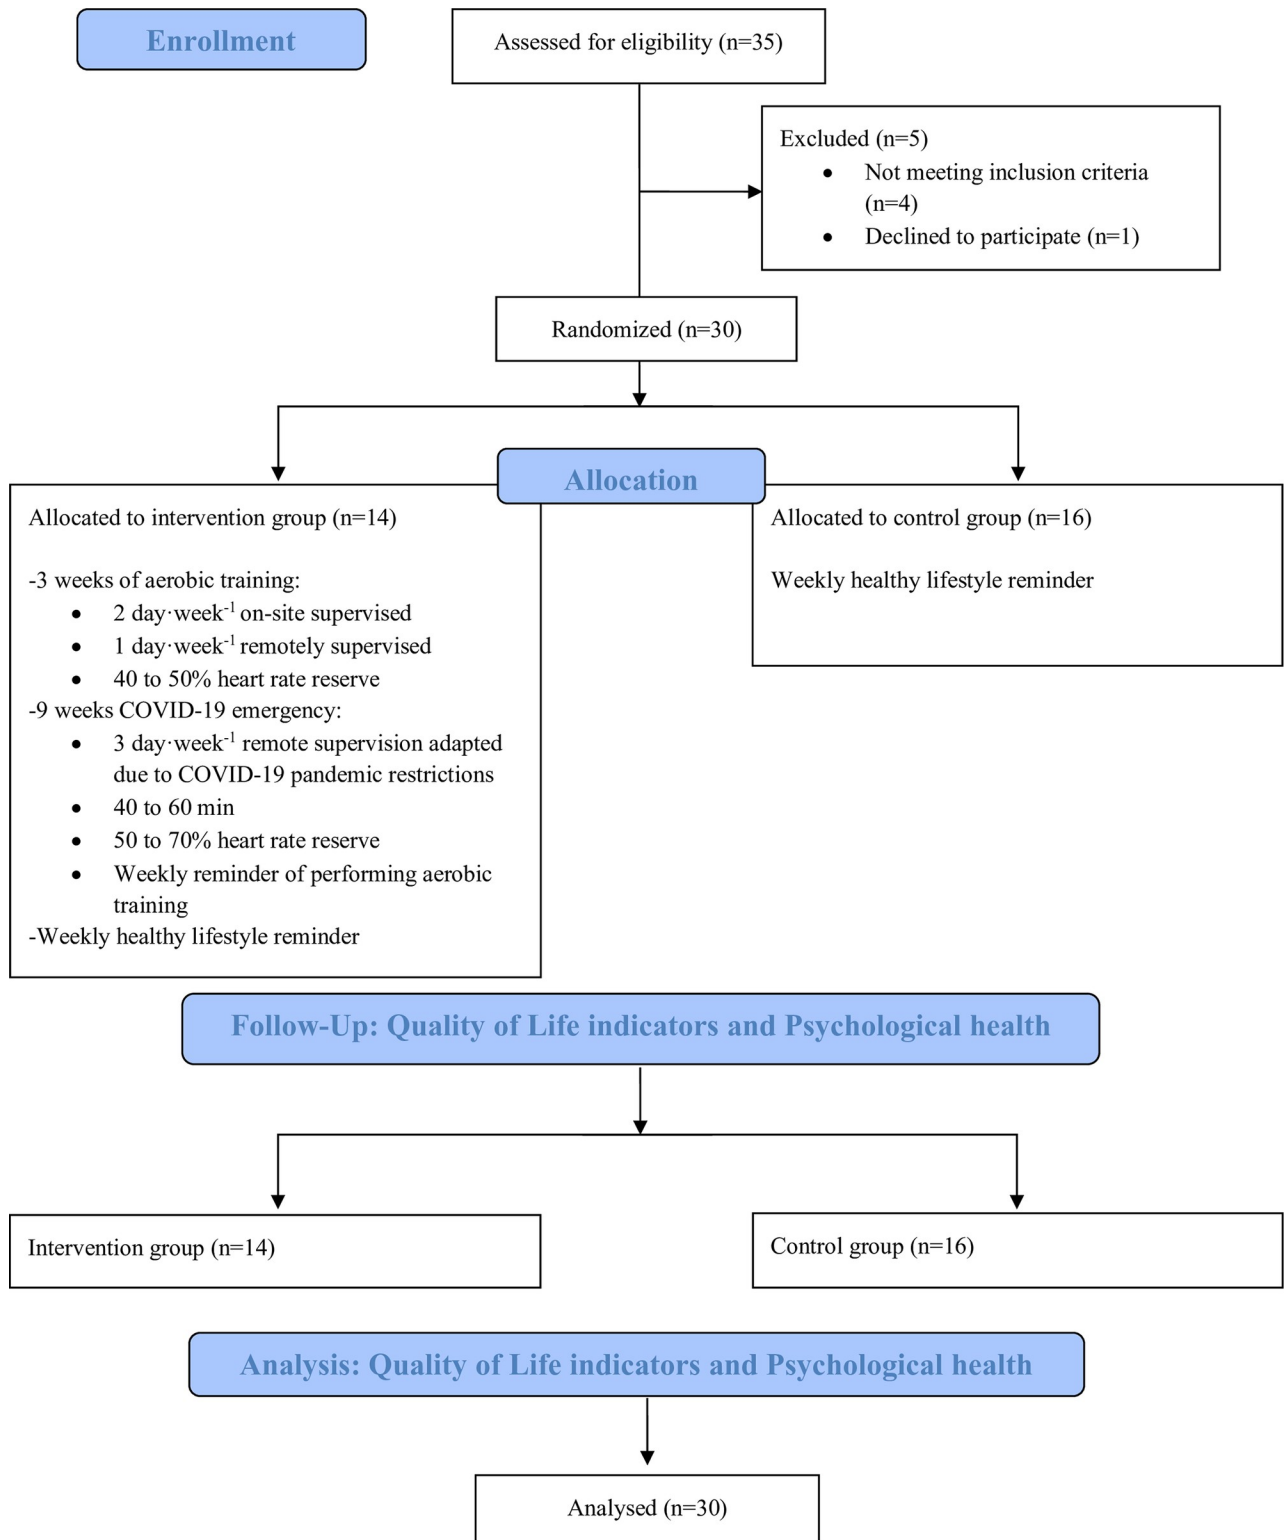 Enrollment
Assessed for eligibility (n=35)
Excluded (n=5)
• Not meeting inclusion criteria
(n=4)
• Declined to participate (n=1)
Randomized (n=30)
Allocation
Allocated to intervention group (n=14)
-3 weeks of aerobic training:
• 2 day·week⁻¹ on-site supervised
• 1 day·week⁻¹ remotely supervised
• 40 to 50% heart rate reserve
-9 weeks COVID-19 emergency:
• 3 day·week⁻¹ remote supervision adapted
due to COVID-19 pandemic restrictions
• 40 to 60 min
• 50 to 70% heart rate reserve
• Weekly reminder of performing aerobic
training
-Weekly healthy lifestyle reminder
Allocated to control group (n=16)
Weekly healthy lifestyle reminder
Follow-Up: Quality of Life indicators and Psychological health
Intervention group (n=14)
Control group (n=16)
Analysis: Quality of Life indicators and Psychological health
Analysed (n=30)